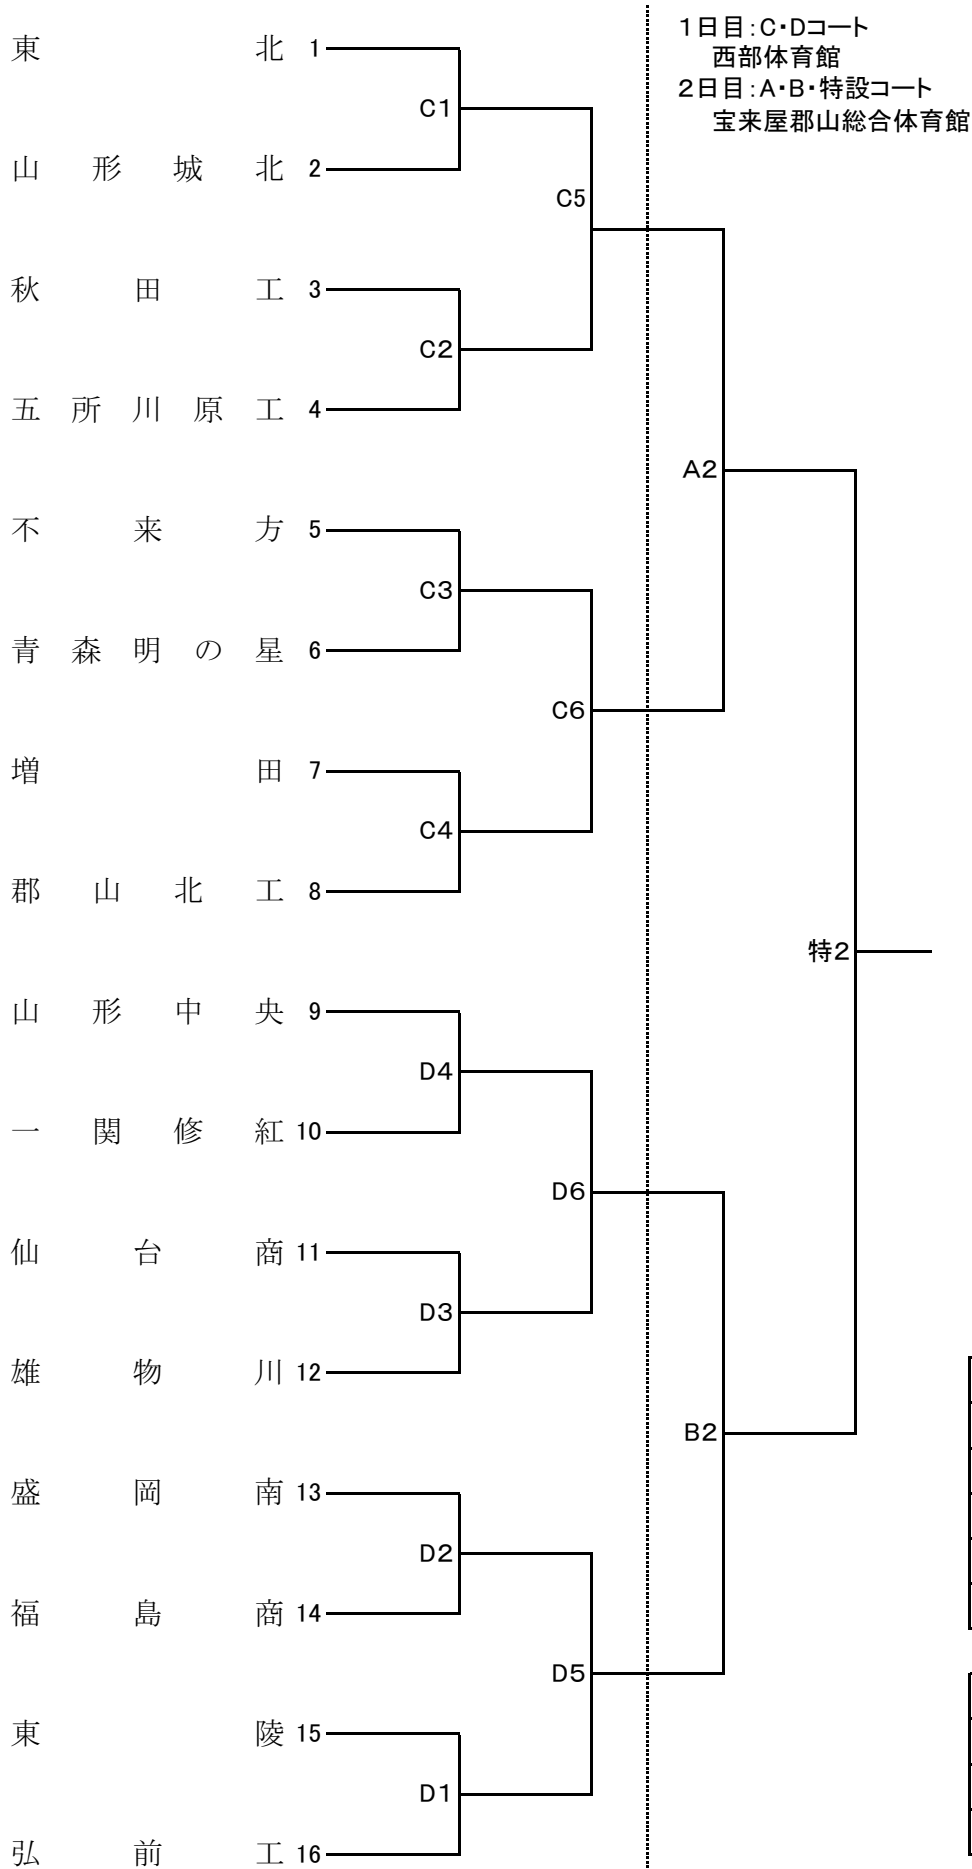 1日目：C・Dコート
西部体育館
2日目：A・B・特設コート
宝来屋郡山総合体育館
東北 1
C1
山形城北 2
C5
秋田工 3
C2
五所川原工 4
A2
不来方 5
C3
青森明の星 6
C6
増田 7
C4
郡山北工 8
特2
山形中央 9
D4
一関修紅 10
D6
仙台商 11
D3
雄物川 12
B2
盛岡南 13
D2
福島商 14
D5
東陵 15
D1
弘前工 16